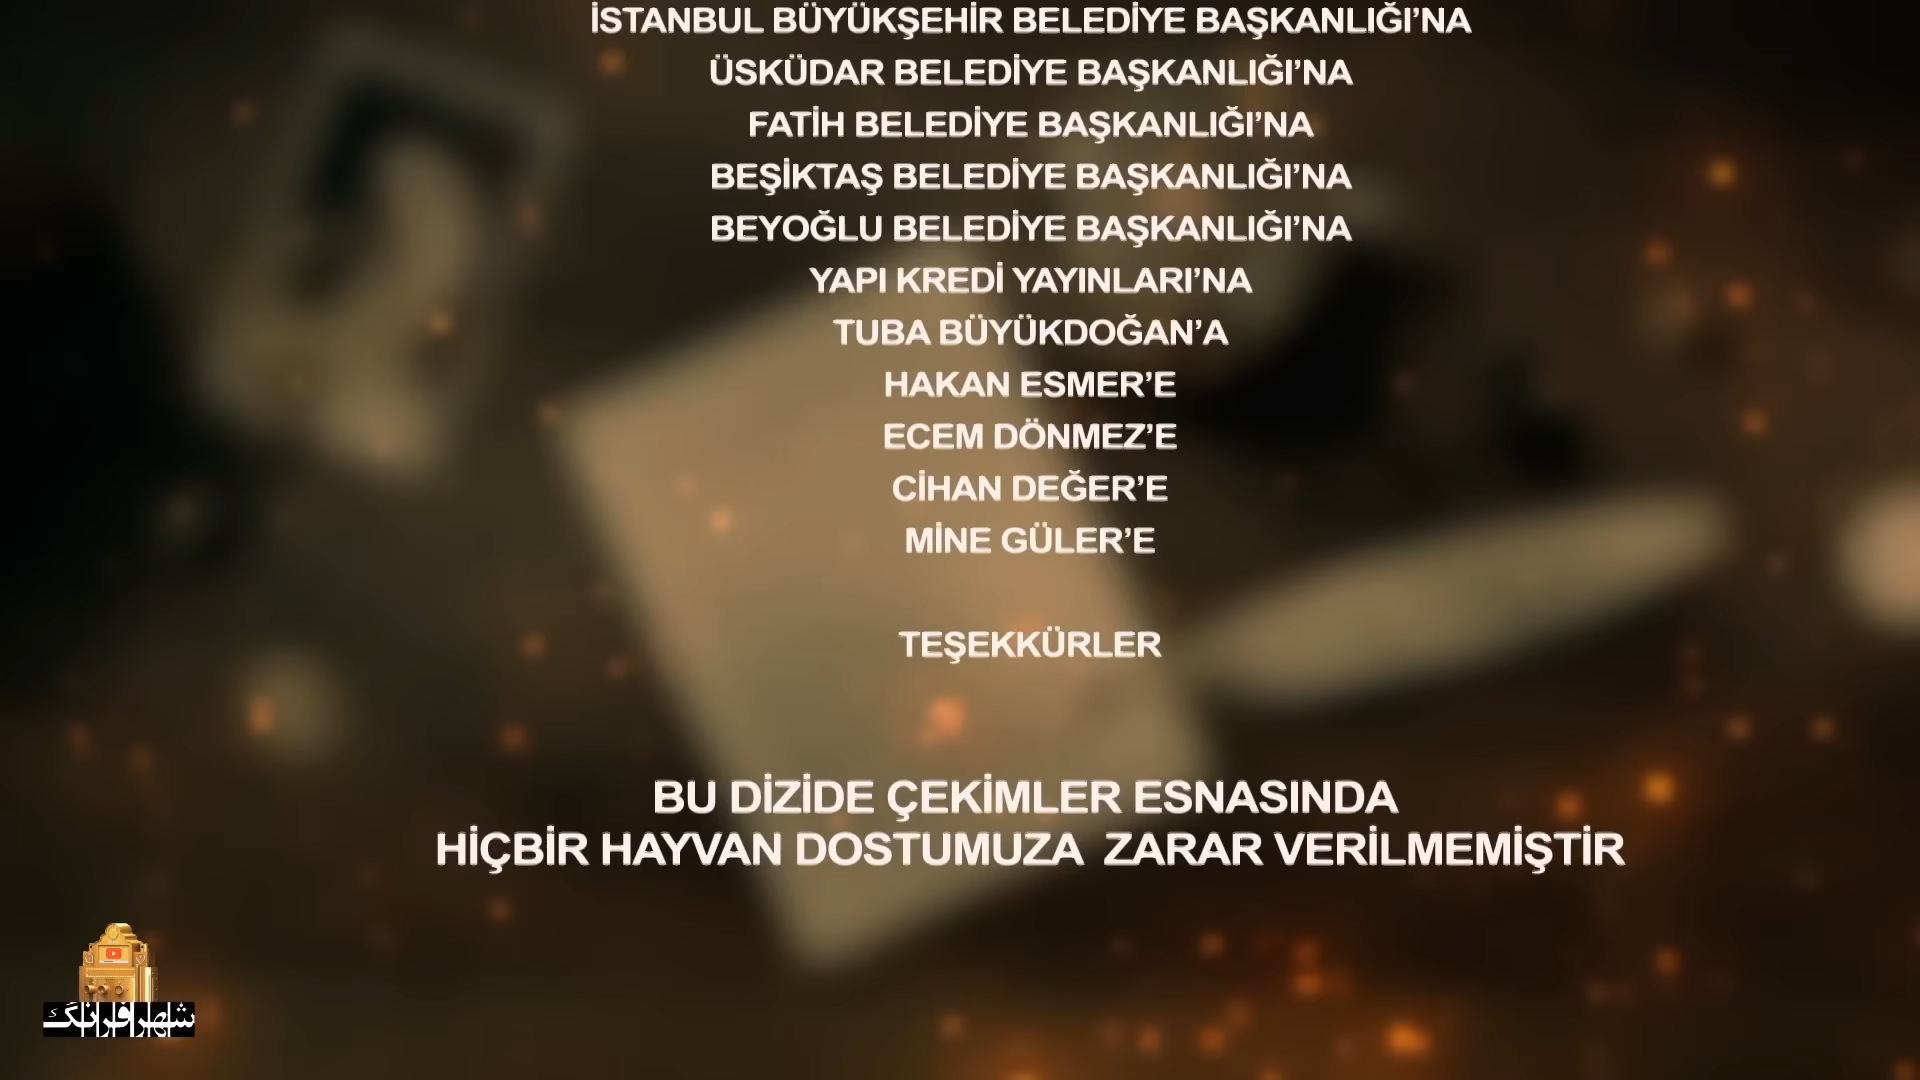 İSTANBUL BÜYÜKŞEHİR BELEDİYE BAŞKANLIĞI’NA
ÜSKÜDAR BELEDİYE BAŞKANLIĞI’NA
FATİH BELEDİYE BAŞKANLIĞI’NA
BEŞİKTAŞ BELEDİYE BAŞKANLIĞI’NA
BEYOĞLU BELEDİYE BAŞKANLIĞI’NA
YAPI KREDİ YAYINLARI’NA
TUBA BÜYÜKDOĞAN’A
HAKAN ESMER’E
ECEM DÖNMEZ’E
CİHAN DEĞER’E
MİNE GÜLER’E
TEŞEKKÜRLER
BU DİZİDE ÇEKİMLER ESNASINDA
HİÇBİR HAYVAN DOSTUMUZA ZARAR VERİLMEMİŞTİR
شهرفرانگ